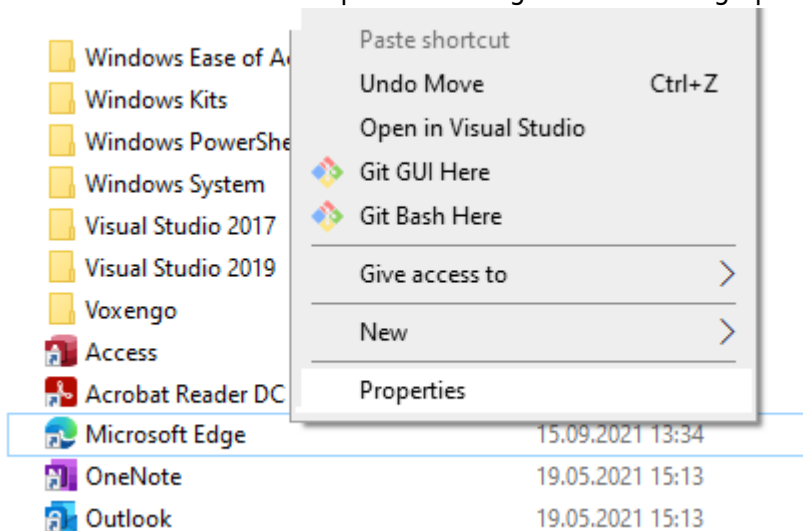 Windows Ease of A
Windows Kits
Windows PowerShe
Windows System
Visual Studio 2017
Visual Studio 2019
Voxengo
Access
Acrobat Reader DC
Microsoft Edge 15.09.2021 13:34
OneNote 19.05.2021 15:13
Outlook 19.05.2021 15:13
Paste shortcut
Undo Move Ctrl+Z
Open in Visual Studio
Git GUI Here
Git Bash Here
Give access to
New
Properties